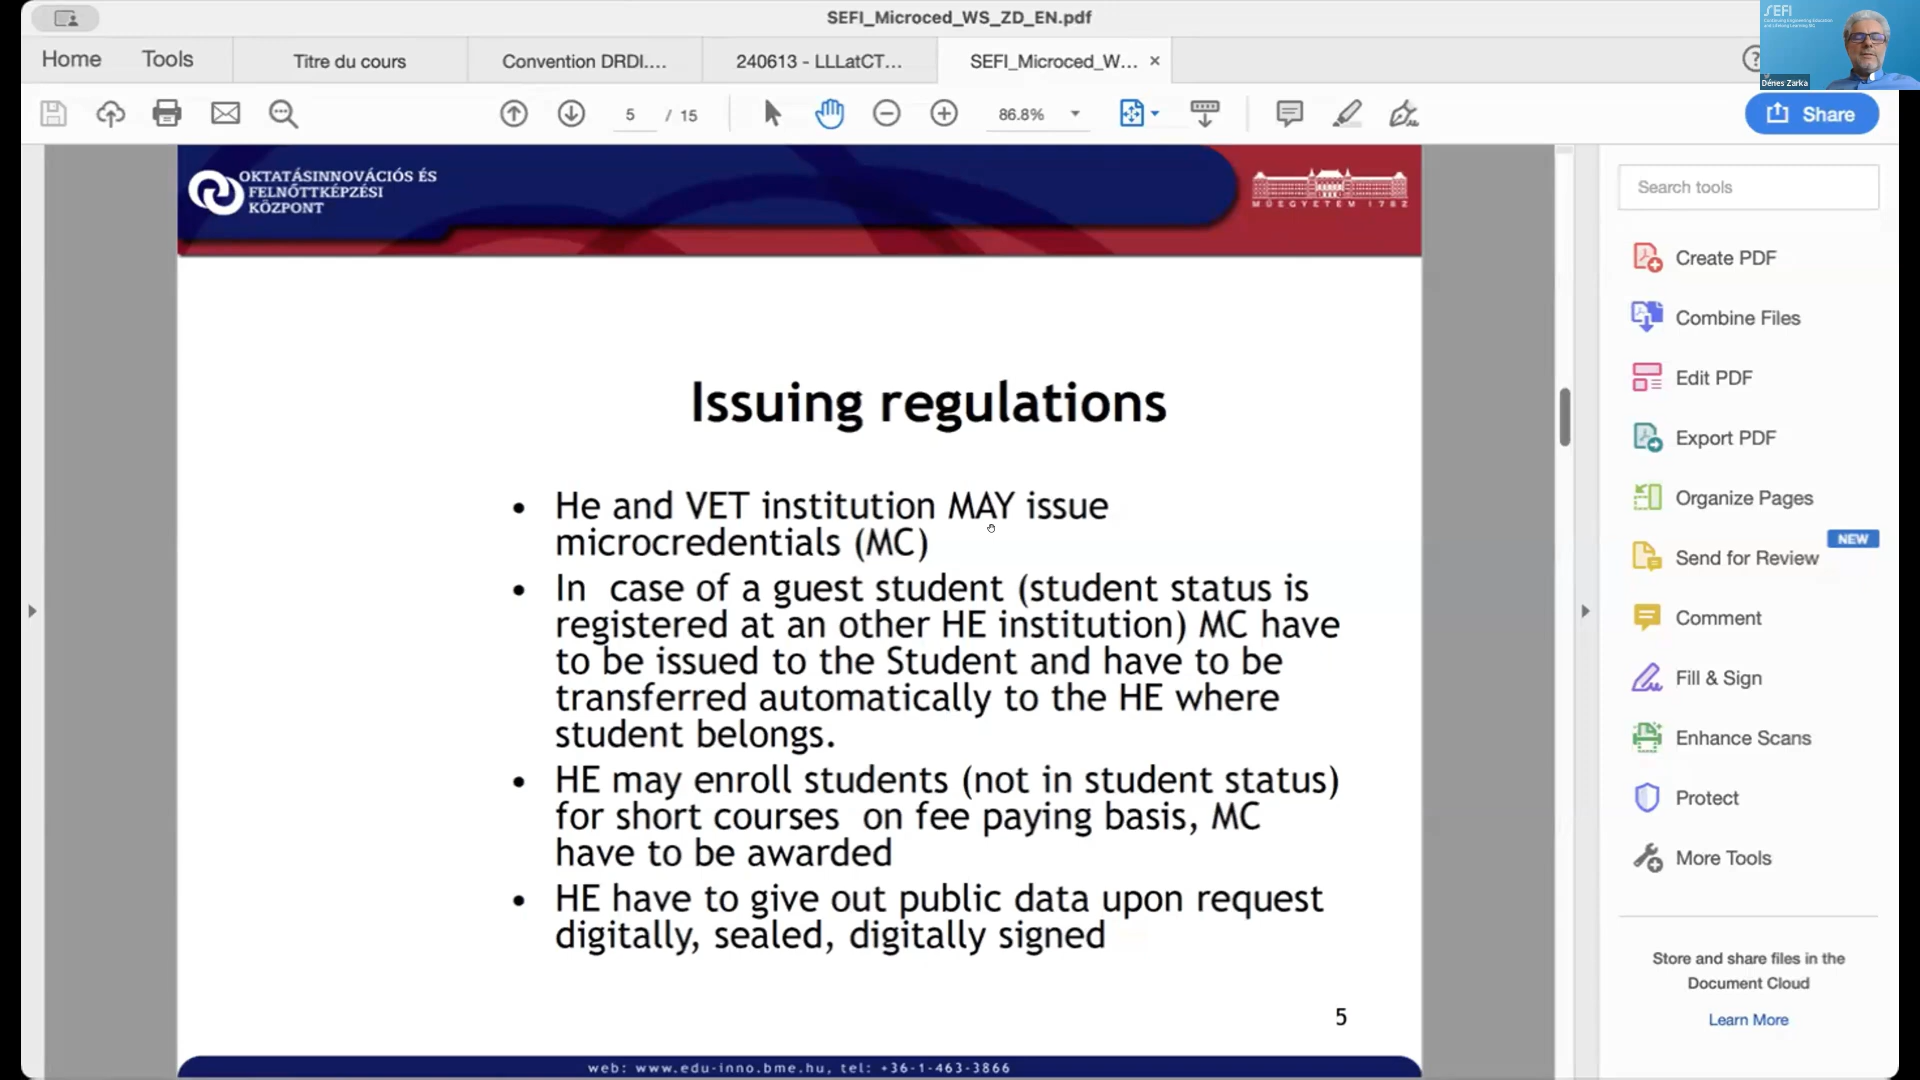 SEFI_Microced_WS_ZD_EN.pdf
SEFI
Dénes Zarka
Home
Tools
Titre du cours
Convention DRDI....
240613 - LLLatCT...
SEFI_Microced_W...
5 / 15
86.8%
Share
OKTATÁSINNOVÁCIÓS ÉS
FELNŐTTKÉPZÉSI
KÖZPONT
MŰEGYETEM 1782
Issuing regulations
• He and VET institution MAY issue
microcredentials (MC)
• In case of a guest student (student status is
registered at an other HE institution) MC have
to be issued to the Student and have to be
transferred automatically to the HE where
student belongs.
• HE may enroll students (not in student status)
for short courses on fee paying basis, MC
have to be awarded
• HE have to give out public data upon request
digitally, sealed, digitally signed
5
web: www.edu-inno.bme.hu, tel: +36-1-463-3866
Search tools
Create PDF
Combine Files
Edit PDF
Export PDF
Organize Pages
NEW
Send for Review
Comment
Fill & Sign
Enhance Scans
Protect
More Tools
Store and share files in the
Document Cloud
Learn More